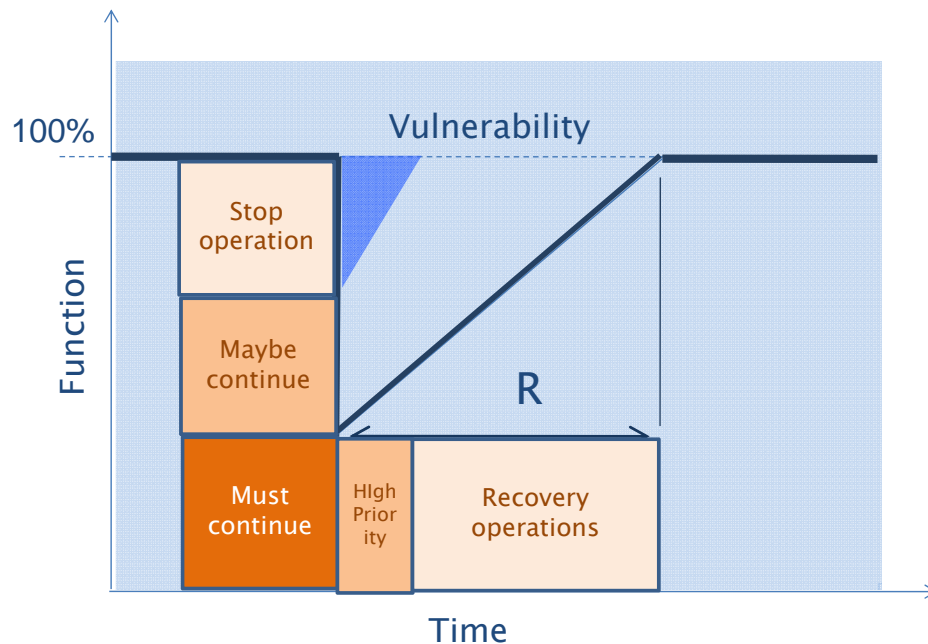 Vulnerability
100%
Stop
operation
Function
Maybe
continue
R
Must
continue
HIgh
Prior
ity
Recovery
operations
Time